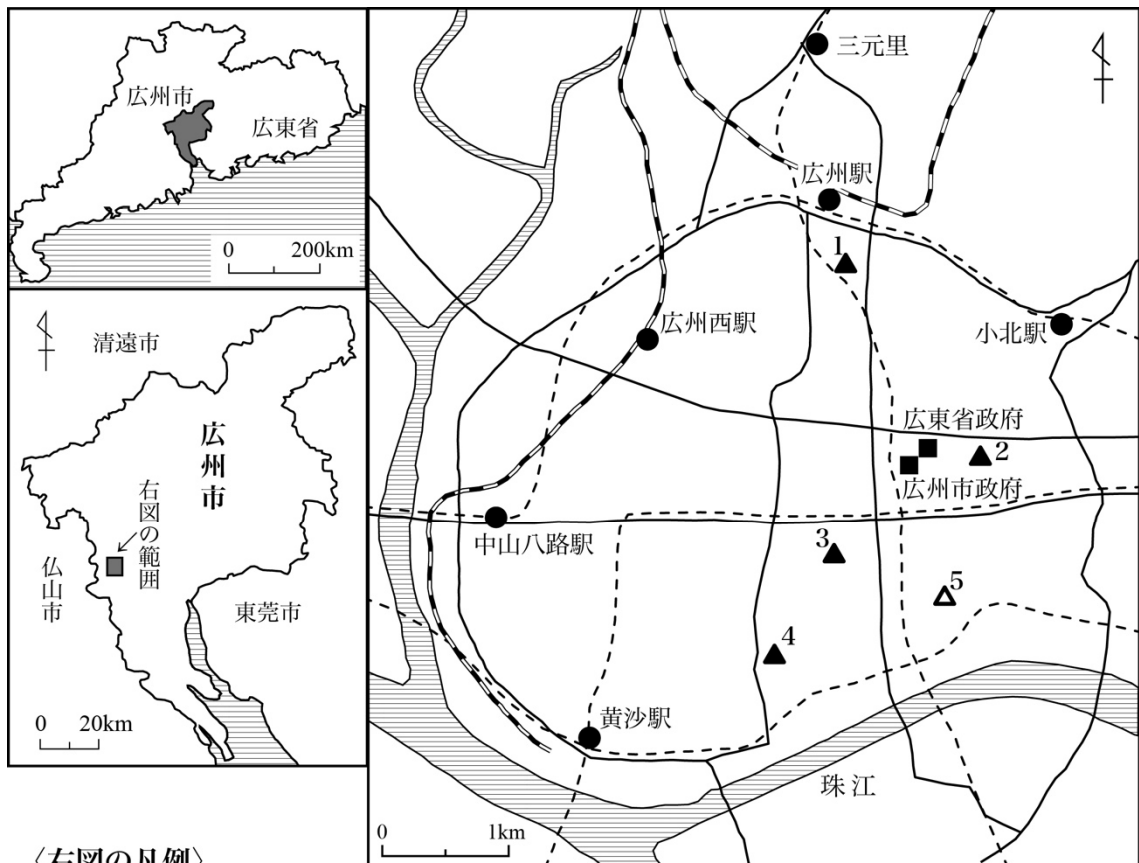 広州市
広東省
0 200km
清遠市
広州市
右図の範囲
仏山市
東莞市
0 20km
三元里
広州駅
1
広州西駅
小北駅
広東省政府
2
広州市政府
中山八路駅
3
5
4
黄沙駅
珠江
0 1km
〈右図の凡例〉